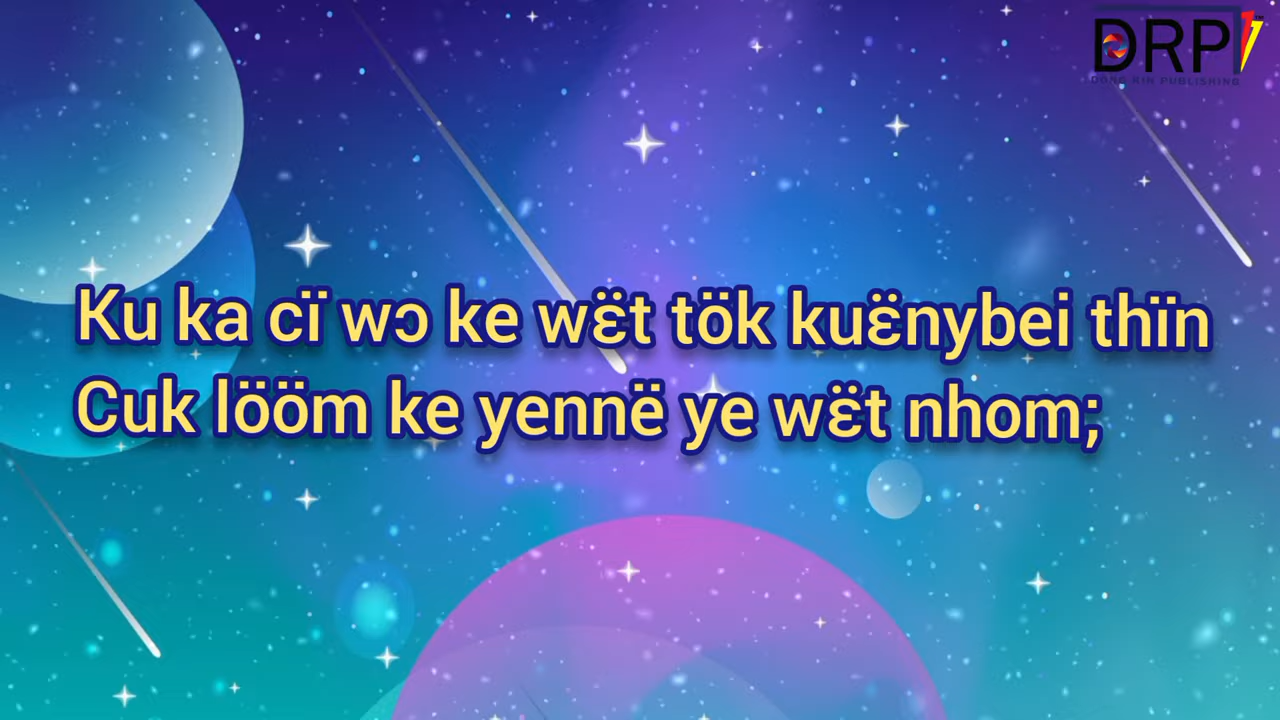 DRP
DONG RIN PUBLISHING
Ku ka cï wɔ ke wɛ̈t tök kuɛ̈nybei thïn
Cuk lööm ke yennë ye wɛ̈t nhom;